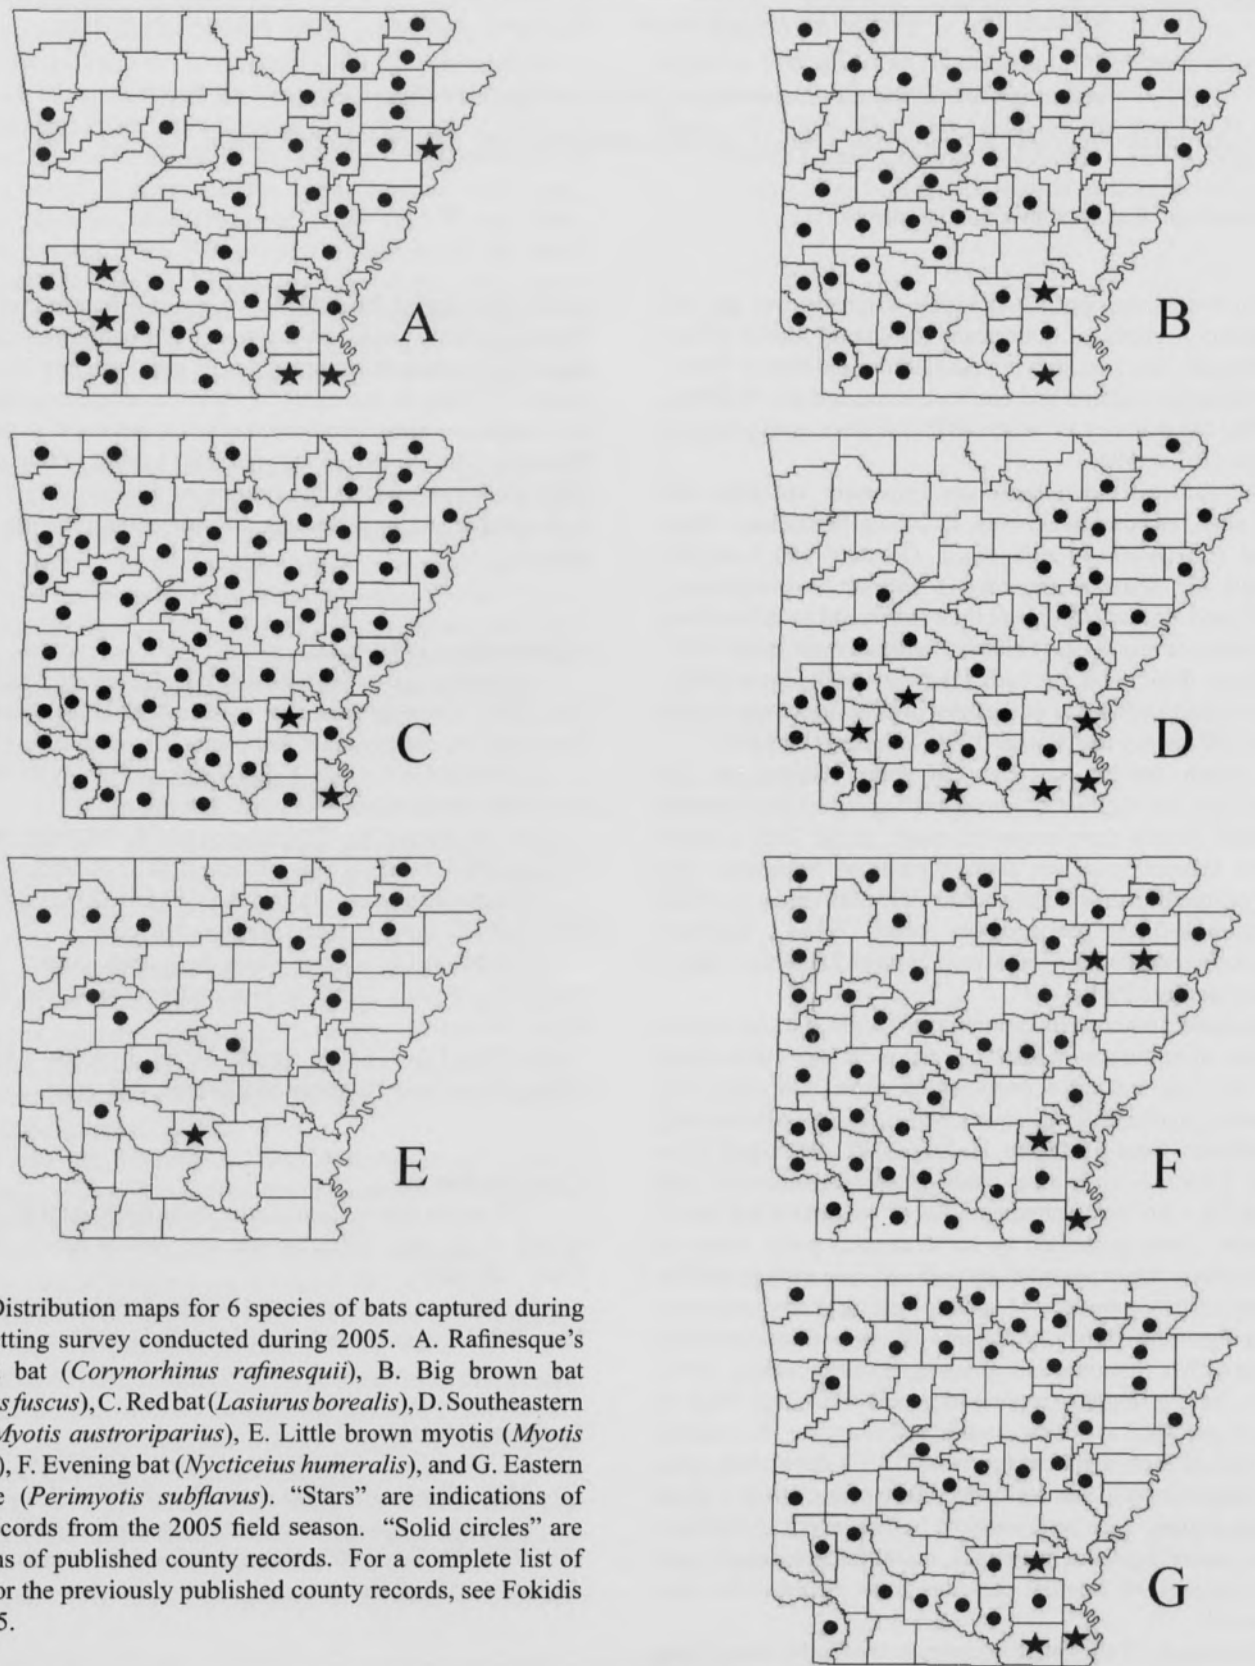 A
B
C
D
E
F
Distribution maps for 6 species of bats captured during
tting survey conducted during 2005. A. Rafinesque's
bat (Corynorhinus rafinesquii), B. Big brown bat
s fuscus), C. Red bat (Lasiurus borealis), D. Southeastern
Myotis austroriparius), E. Little brown myotis (Myotis
), F. Evening bat (Nycticeius humeralis), and G. Eastern
e (Perimyotis subflavus). “Stars” are indications of
cords from the 2005 field season. “Solid circles” are
ns of published county records. For a complete list of
or the previously published county records, see Fokidis
5.
G